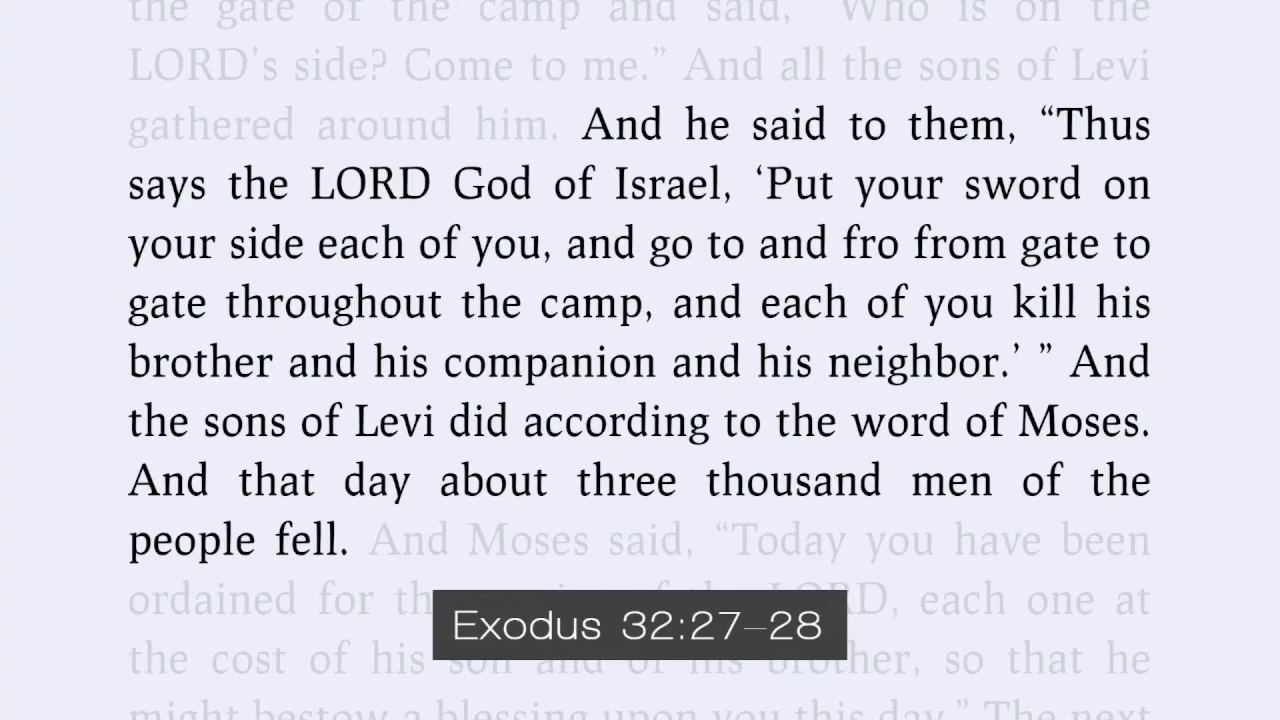 the gate of the camp and said, “Who is on the
LORD’s side? Come to me.” And all the sons of Levi
gathered around him. And he said to them, “Thus
says the LORD God of Israel, ‘Put your sword on
your side each of you, and go to and fro from gate to
gate throughout the camp, and each of you kill his
brother and his companion and his neighbor.’ ” And
the sons of Levi did according to the word of Moses.
And that day about three thousand men of the
people fell. And Moses said, “Today you have been
ordained for the of the LORD, each one at
Exodus 32:27–28
the cost of his son and of his brother, so that he
might bestow a blessing upon you this day.” The next